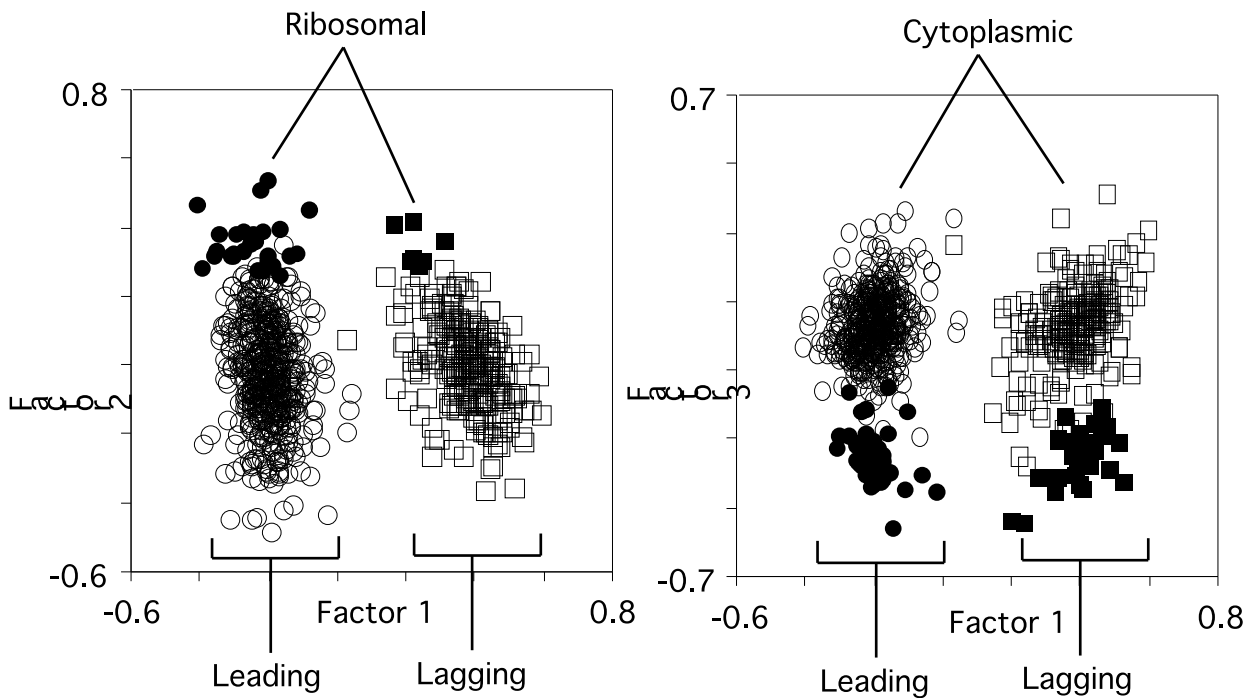 Ribosomal
0.8
Factor 2
-0.6
-0.6
Factor 1
0.8
Leading
Lagging
Cytoplasmic
0.7
Factor 3
-0.7
-0.6
Factor 1
0.8
Leading
Lagging